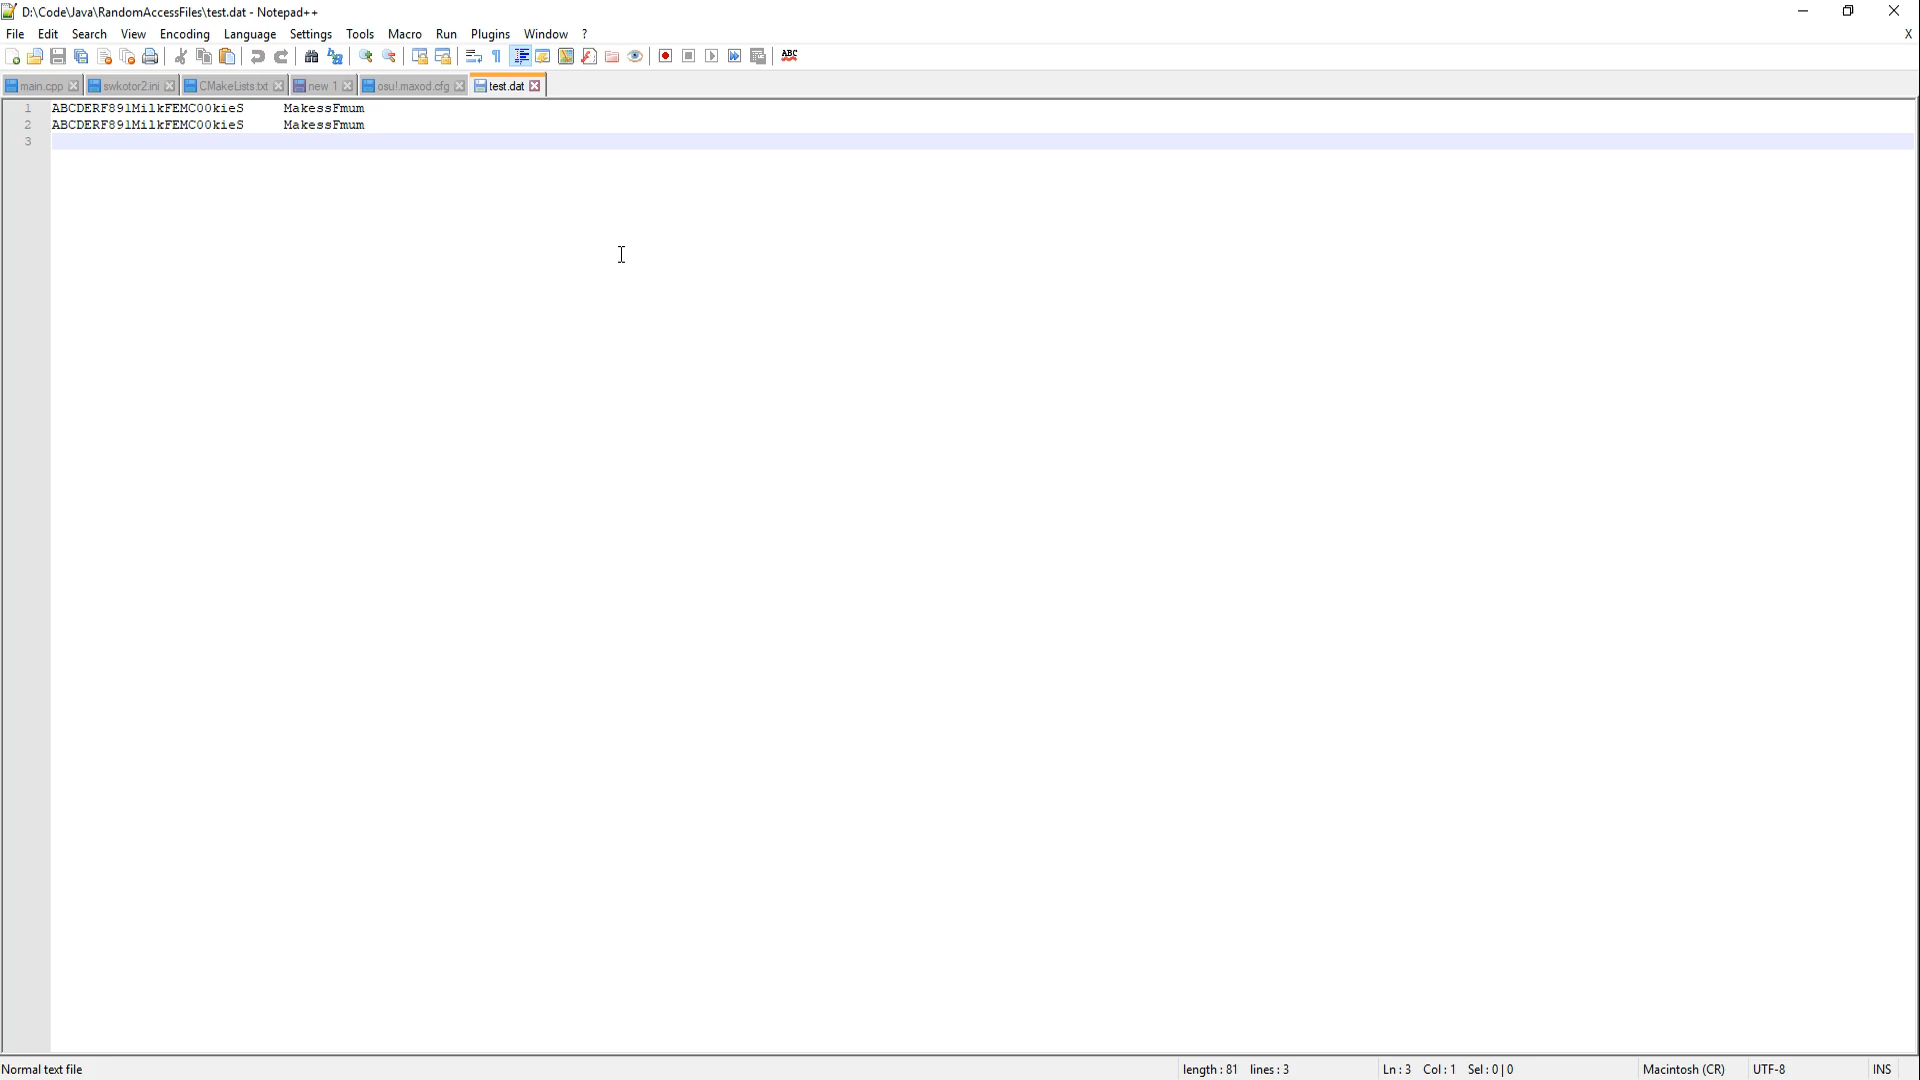 D:\Code\Java\RandomAccessFiles\test.dat - Notepad++
File Edit Search View Encoding Language Settings Tools Macro Run Plugins Window ? X
ABC
main.cpp swkotor2.ini CMakeLists.txt new 1 osu!.maxod.cfg test.dat
1 ABCDERF891MilkFEMC00kieS     MakessFmum
2 ABCDERF891MilkFEMC00kieS     MakessFmum
3
Normal text file length : 81 lines : 3 Ln : 3 Col : 1 Sel : 0 | 0 Macintosh (CR) UTF-8 INS